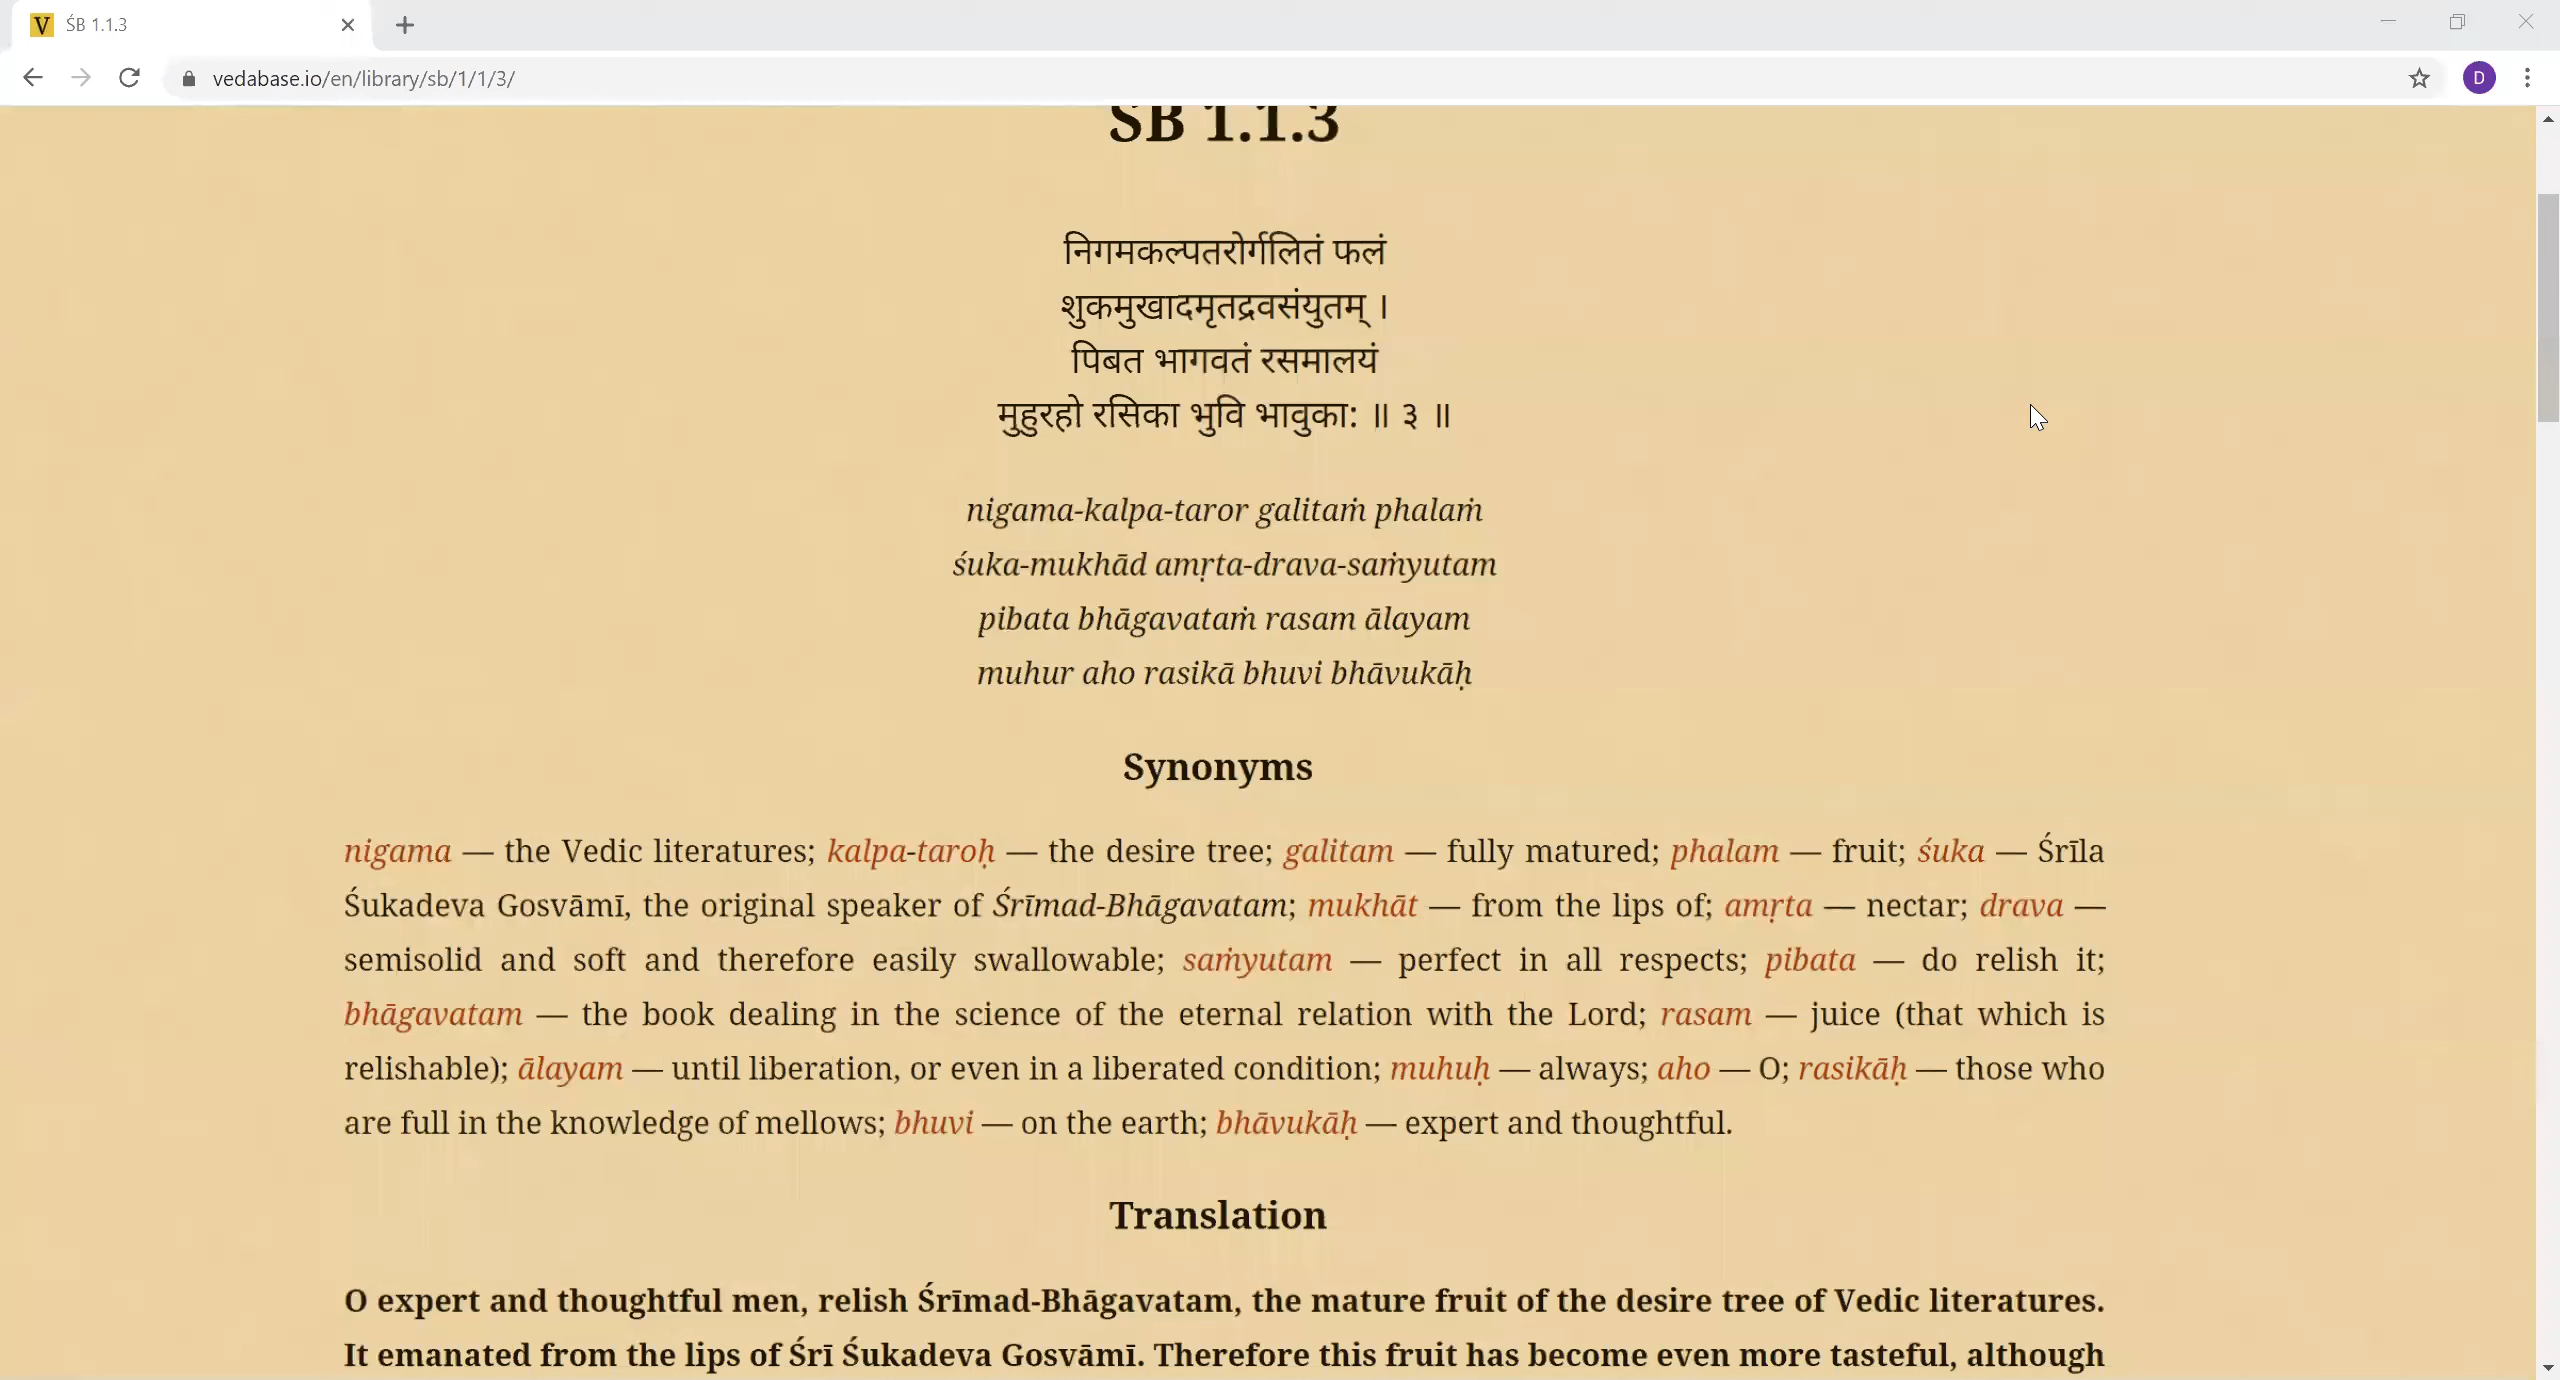 ŚB 1.1.3
vedabase.io/en/library/sb/1/1/3/
D
ŚB 1.1.3
निगमकल्पतरोर्गलितं फलं
शुकमुखादमृतद्रवसंयुतम् ।
पिबत भागवतं रसमालयं
मुहुरहो रसिका भुवि भावुका: ॥ ३ ॥
nigama-kalpa-taror galitaṁ phalaṁ
śuka-mukhād amṛta-drava-saṁyutam
pibata bhāgavataṁ rasam ālayam
muhur aho rasikā bhuvi bhāvukāḥ
Synonyms
nigama — the Vedic literatures; kalpa-taroḥ — the desire tree; galitam — fully matured; phalam — fruit; śuka — Śrīla
Śukadeva Gosvāmī, the original speaker of Śrīmad-Bhāgavatam; mukhāt — from the lips of; amṛta — nectar; drava —
semisolid and soft and therefore easily swallowable; saṁyutam — perfect in all respects; pibata — do relish it;
bhāgavatam — the book dealing in the science of the eternal relation with the Lord; rasam — juice (that which is
relishable); ālayam — until liberation, or even in a liberated condition; muhuḥ — always; aho — O; rasikāḥ — those who
are full in the knowledge of mellows; bhuvi — on the earth; bhāvukāḥ — expert and thoughtful.
Translation
O expert and thoughtful men, relish Śrīmad-Bhāgavatam, the mature fruit of the desire tree of Vedic literatures.
It emanated from the lips of Śrī Śukadeva Gosvāmī. Therefore this fruit has become even more tasteful, although